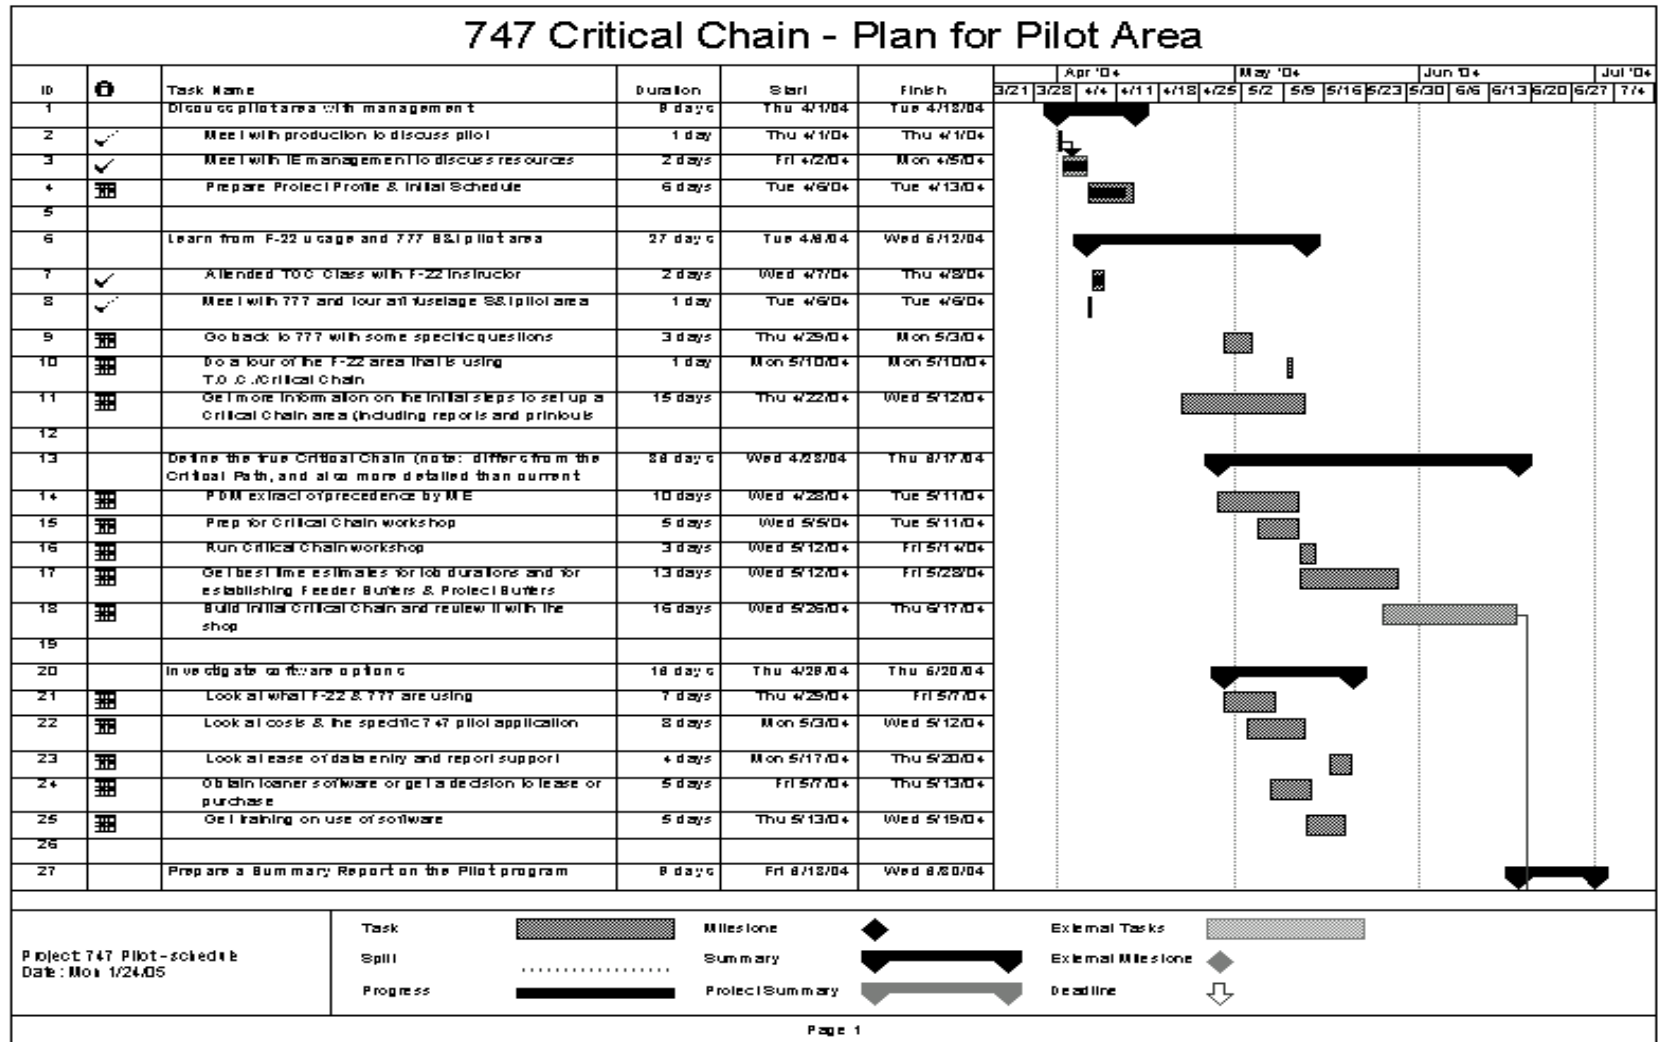 747 Critical Chain - Plan for Pilot Area
Apr '04 May '04 Jun '04 Jul '04
ID Task Name Duration Start Finish 3/21 3/28 4/4 4/11 4/18 4/25 5/2 5/9 5/16 5/23 5/30 6/6 6/13 6/20 6/27 7/4
1 Discuss pilot area with management 9 days Thu 4/1/04 Tue 4/13/04
2 Meet with production to discuss pilot 1 day Thu 4/1/04 Thu 4/1/04
3 Meet with IE management to discuss resources 2 days Fri 4/2/04 Mon 4/5/04
4 Prepare Project Profile & Initial Schedule 6 days Tue 4/6/04 Tue 4/13/04
5
6 Learn from F-22 usage and 777 S&I pilot area 27 days Tue 4/6/04 Wed 5/12/04
7 Attended TOC Class with F-22 Instructor 2 days Wed 4/7/04 Thu 4/8/04
8 Meet with 777 and tour aft fuselage S&I pilot area 1 day Tue 4/6/04 Tue 4/6/04
9 Go back to 777 with some specific questions 3 days Thu 4/29/04 Mon 5/3/04
10 Do a tour of the F-22 area that is using 1 day Mon 5/10/04 Mon 5/10/04
T.O.C./Critical Chain
11 Get more information on the initial steps to set up a 15 days Thu 4/22/04 Wed 5/12/04
Critical Chain area (including reports and printouts
12
13 Define the true Critical Chain (note: differs from the 36 days Wed 4/28/04 Thu 6/17/04
Critical Path, and also more detailed than current
14 PDM extract of precedence by ME 10 days Wed 4/28/04 Tue 5/11/04
15 Prep for Critical Chain workshop 5 days Wed 5/5/04 Tue 5/11/04
16 Run Critical Chain workshop 3 days Wed 5/12/04 Fri 5/14/04
17 Get best time estimates for job durations and for 13 days Wed 5/12/04 Fri 5/28/04
establishing Feeder Buffers & Project Buffers
18 Build initial Critical Chain and review it with the 16 days Wed 5/26/04 Thu 6/17/04
shop
19
20 Investigate software options 16 days Thu 4/29/04 Thu 5/20/04
21 Look at what F-22 & 777 are using 7 days Thu 4/29/04 Fri 5/7/04
22 Look at costs & the specific 747 pilot application 8 days Mon 5/3/04 Wed 5/12/04
23 Look at ease of data entry and report support 4 days Mon 5/17/04 Thu 5/20/04
24 Obtain loaner software or get a decision to lease or 5 days Fri 5/7/04 Thu 5/13/04
purchase
25 Get training on use of software 5 days Thu 5/13/04 Wed 5/19/04
26
27 Prepare a Summary Report on the Pilot program 9 days Fri 6/18/04 Wed 6/30/04
Task Milestone External Tasks
Project: 747 Pilot-schedule
Date: Mon 1/24/05
Split Summary External Milestone
Progress Project Summary Deadline
Page 1